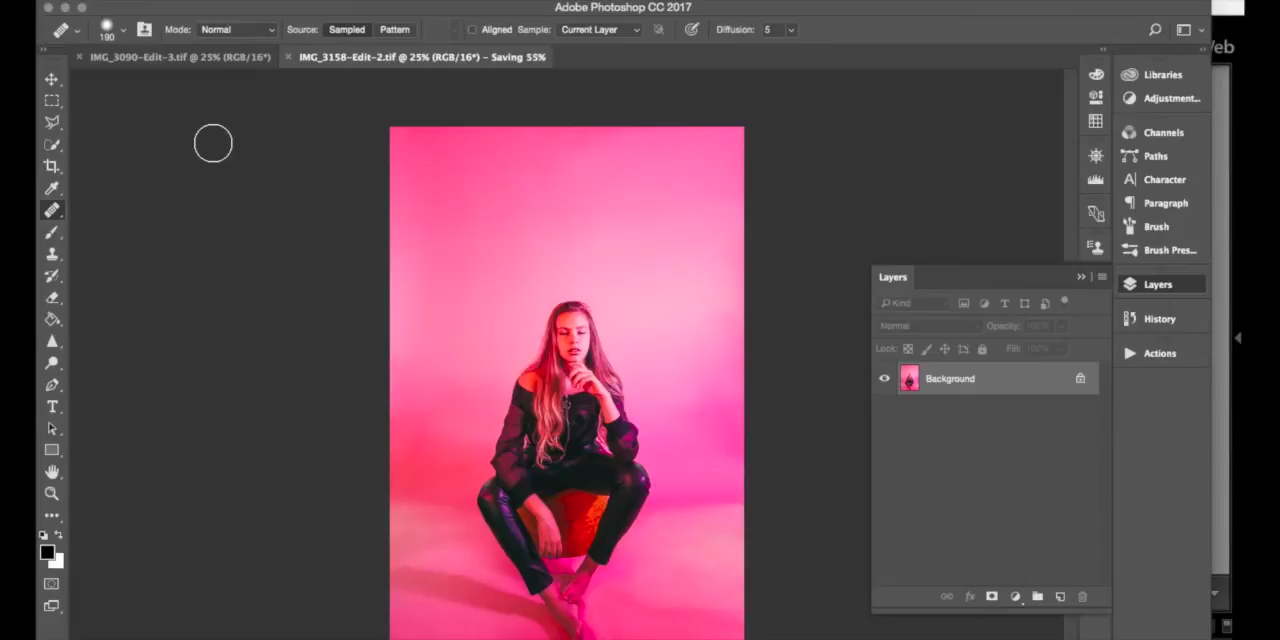 Adobe Photoshop CC 2017
190 Mode: Normal Source: Sampled Pattern Aligned Sample: Current Layer Diffusion: 5
× IMG_3090-Edit-3.tif @ 25% (RGB/16*) × IMG_3158-Edit-2.tif @ 25% (RGB/16*) – Saving 55%
Libraries
Adjustment...
Channels
Paths
Character
Paragraph
Brush
Brush Pres...
Layers
History
Actions
Layers
Kind
Normal Opacity: 100%
Lock: Fill: 100%
Background